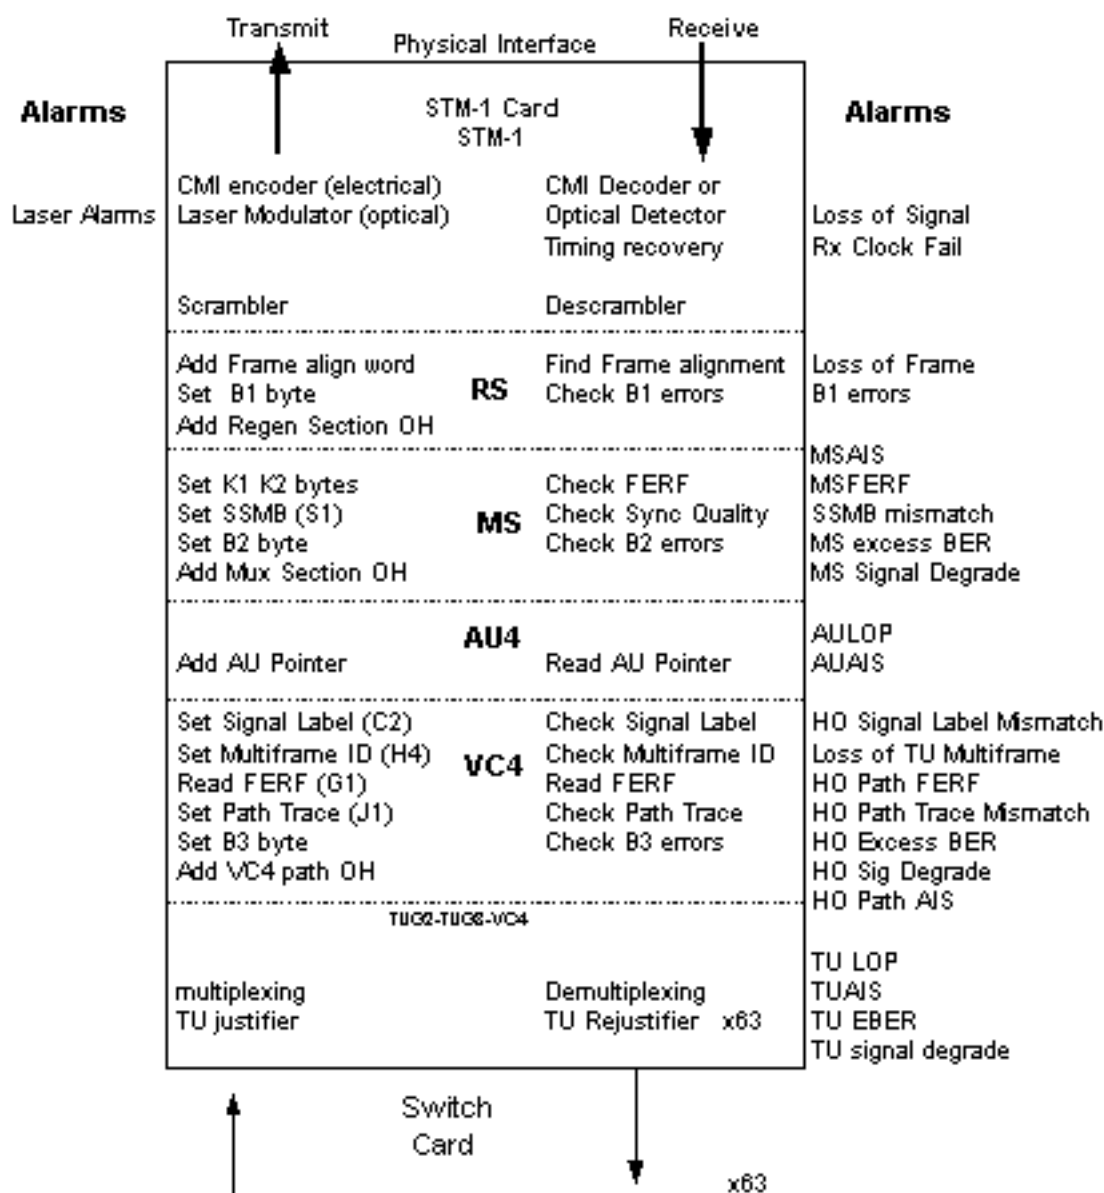 Transmit
Physical Interface
Receive
Alarms
STM-1 Card
STM-1
Alarms
CMI encoder (electrical)
CMI Decoder or
Laser Alarms
Laser Modulator (optical)
Optical Detector
Loss of Signal
Timing recovery
Rx Clock Fail
Scrambler
Descrambler
Add Frame align word
Find Frame alignment
Loss of Frame
Set B1 byte
RS
Check B1 errors
B1 errors
Add Regen Section OH
MSAIS
Set K1 K2 bytes
Check FERF
MSFERF
Set SSMB (S1)
MS
Check Sync Quality
SSMB mismatch
Set B2 byte
Check B2 errors
MS excess BER
Add Mux Section OH
MS Signal Degrade
AU4
AULOP
Add AU Pointer
Read AU Pointer
AUAIS
Set Signal Label (C2)
Check Signal Label
HO Signal Label Mismatch
Set Multiframe ID (H4)
VC4
Check Multiframe ID
Loss of TU Multiframe
Read FERF (G1)
Read FERF
HO Path FERF
Set Path Trace (J1)
Check Path Trace
HO Path Trace Mismatch
Set B3 byte
Check B3 errors
HO Excess BER
Add VC4 path OH
HO Sig Degrade
HO Path AIS
TUG2-TUG3-VC4
TU LOP
multiplexing
Demultiplexing
TUAIS
TU justifier
TU Rejustifier x63
TU EBER
TU signal degrade
Switch
Card
x63